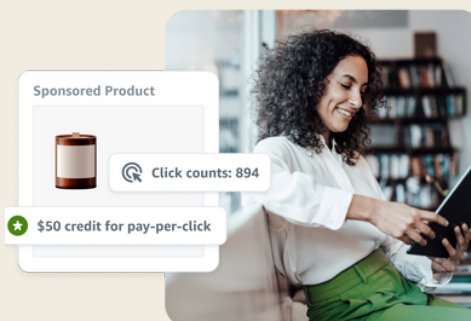 Sponsored Product
Click counts: 894
$50 credit for pay-per-click